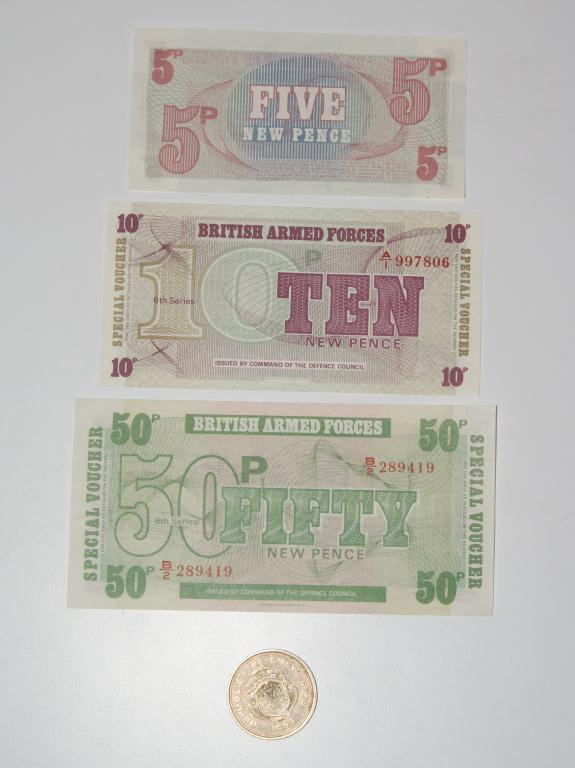 5P
5P
5P
FIVE
NEW PENCE
5P
10P
BRITISH ARMED FORCES
10P
A/1 997806
SPECIAL VOUCHER
10P
6th Series
TEN
NEW PENCE
SPECIAL VOUCHER
ISSUED BY COMMAND OF THE DEFENCE COUNCIL
10P
10P
50P
BRITISH ARMED FORCES
50P
B/2 289419
SPECIAL VOUCHER
50P
6th Series
FIFTY
NEW PENCE
SPECIAL VOUCHER
B/2 289419
50P
ISSUED BY COMMAND OF THE DEFENCE COUNCIL
50P